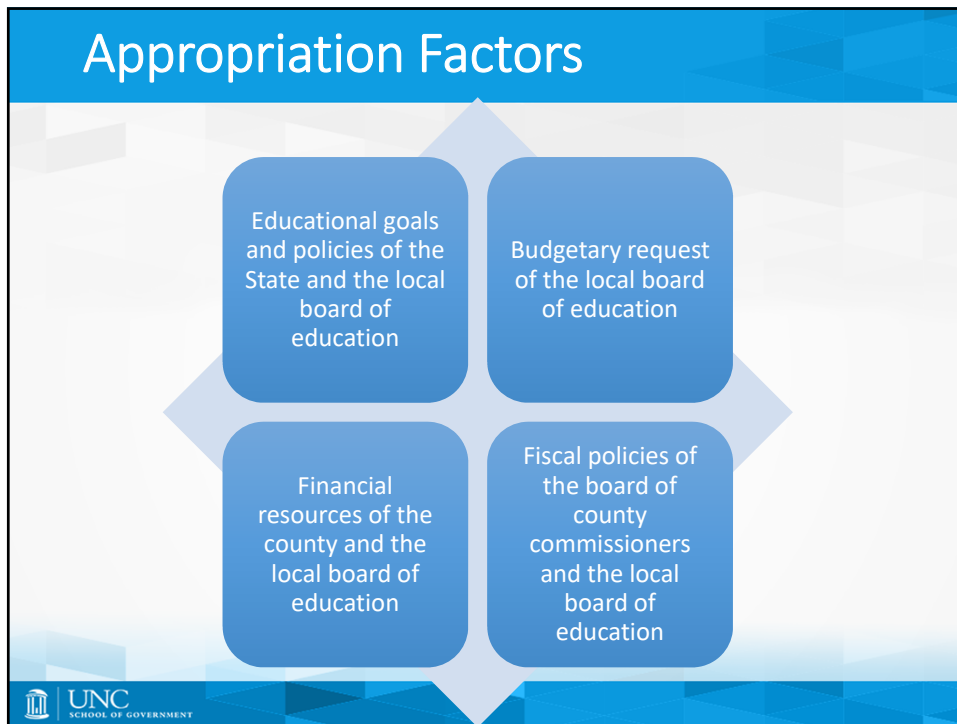 Appropriation Factors
Educational goals
and policies of the
State and the local
board of
education
Budgetary request
of the local board
of education
Financial
resources of the
county and the
local board of
education
Fiscal policies of
the board of
county
commissioners
and the local
board of
education
UNC
SCHOOL OF GOVERNMENT